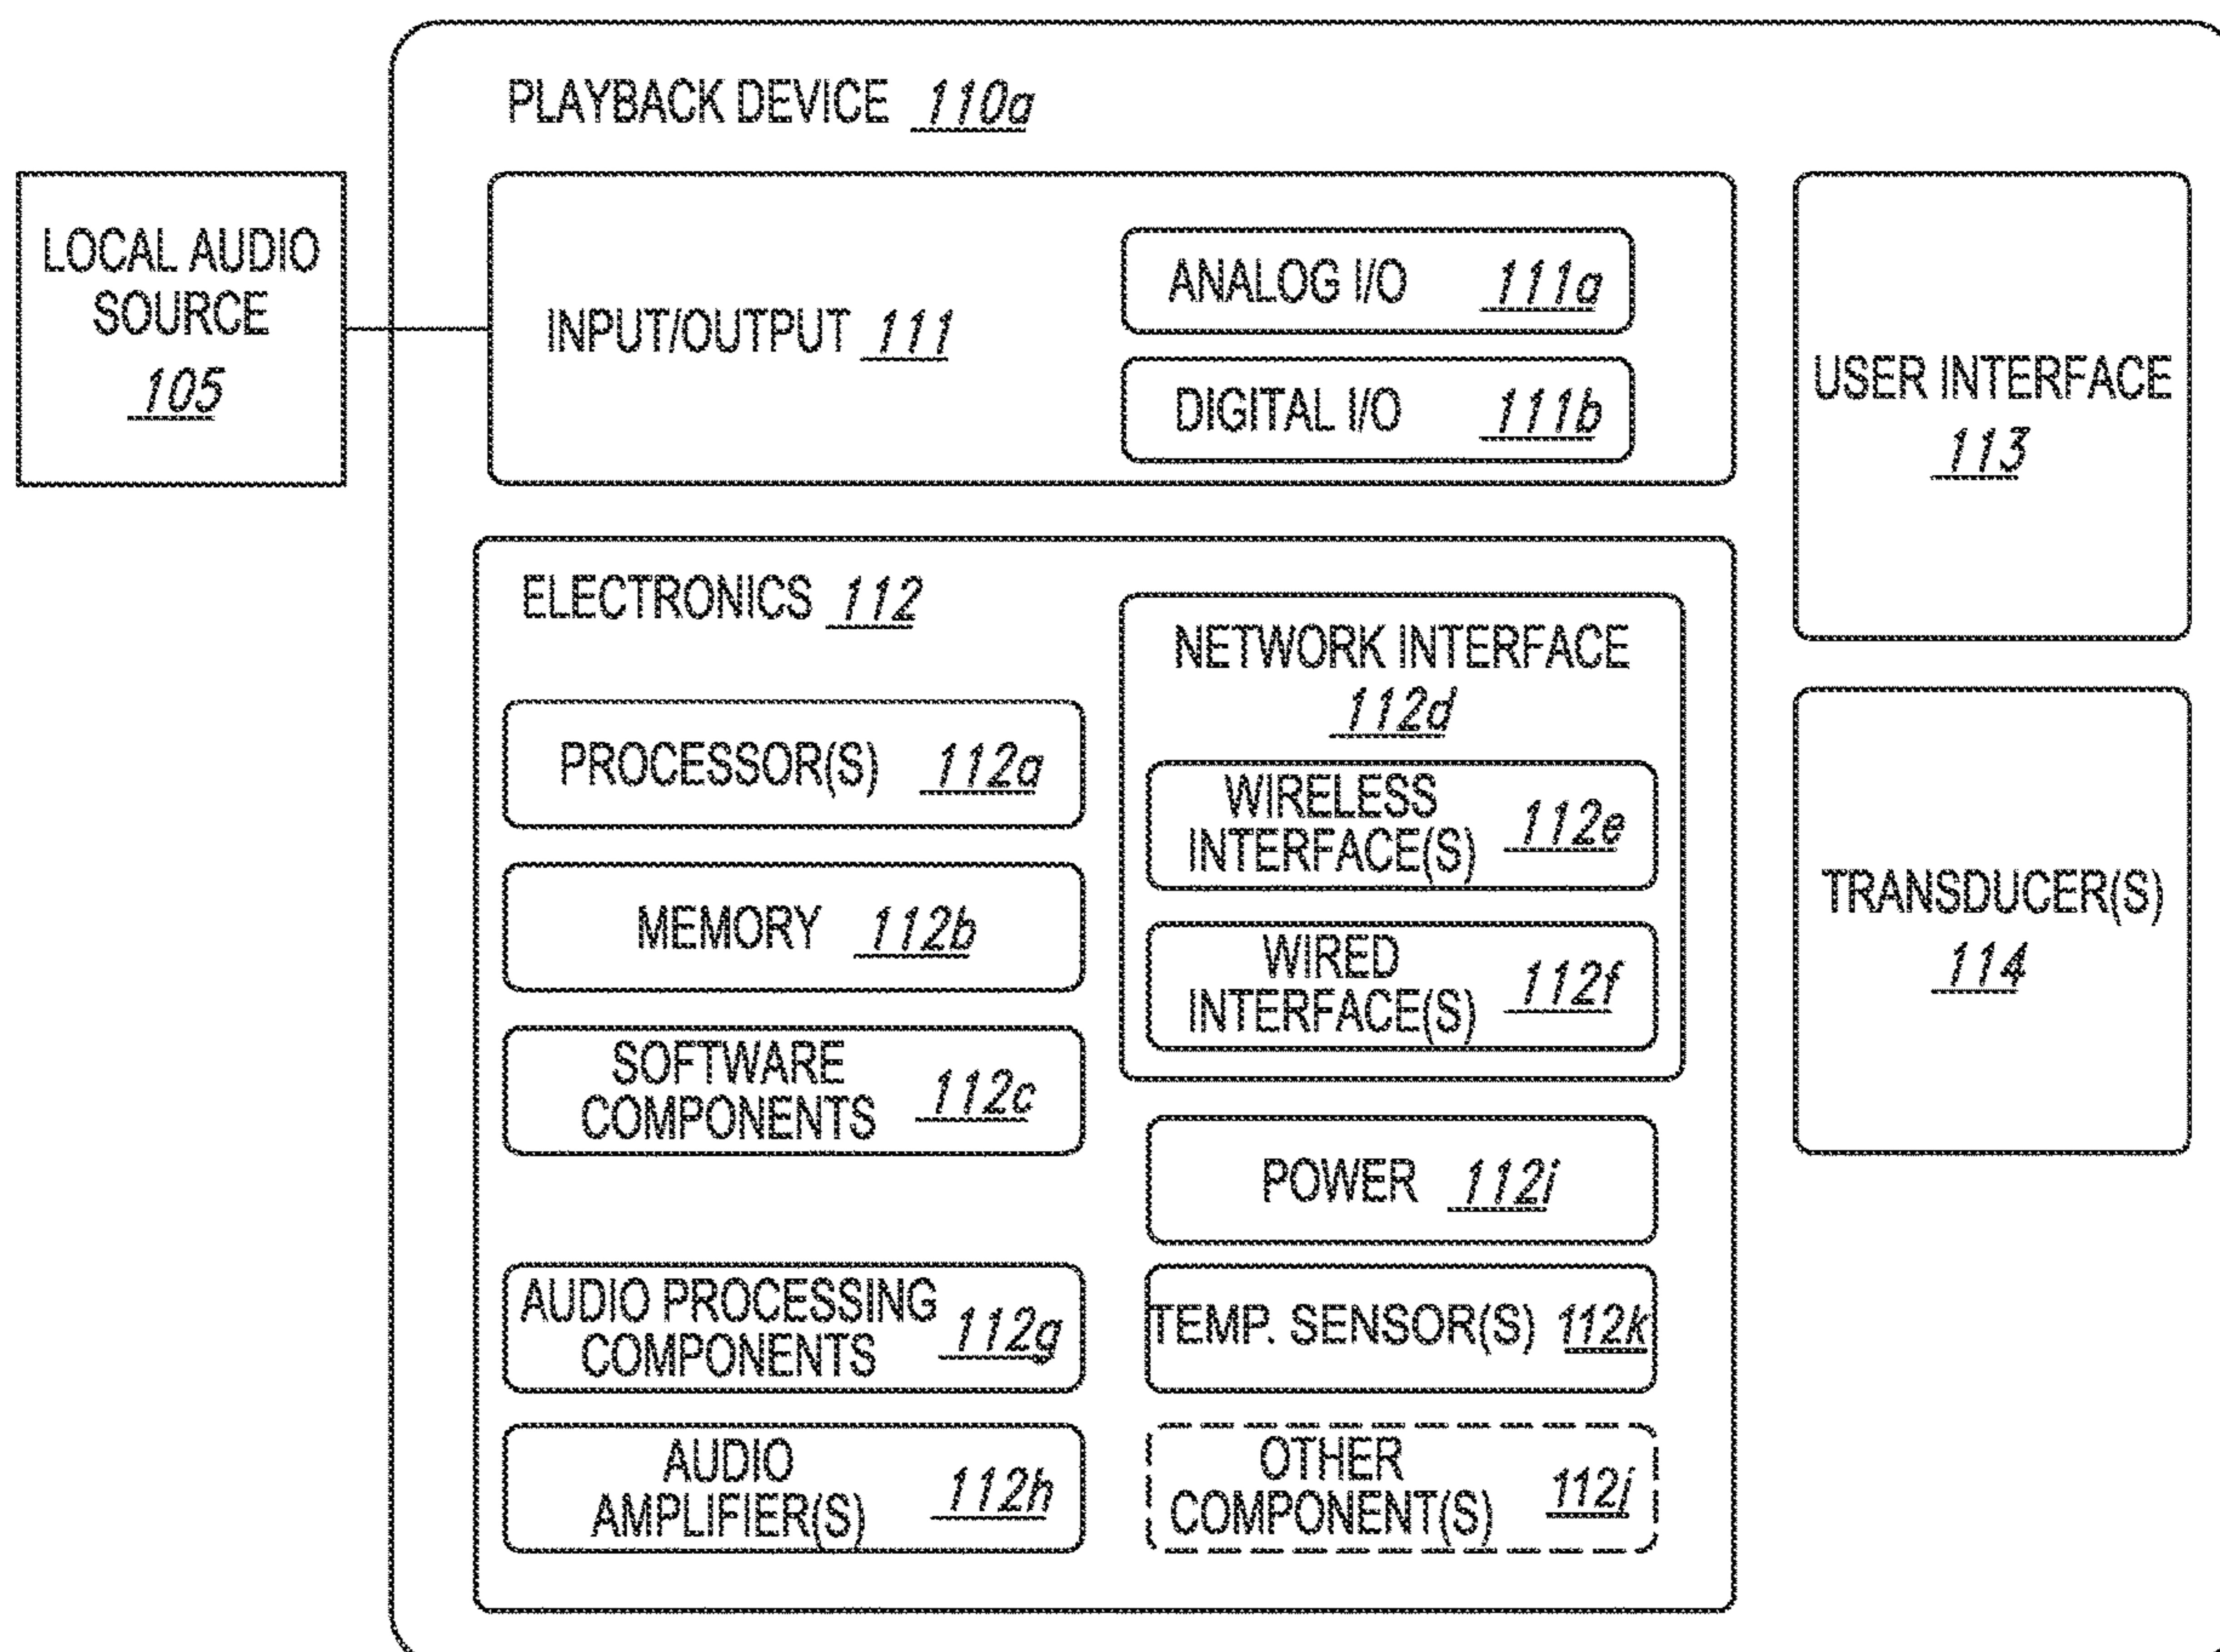 PLAYBACK DEVICE 110a
LOCAL AUDIO
SOURCE
105
INPUT/OUTPUT 111
ANALOG I/O 111a
DIGITAL I/O 111b
USER INTERFACE
113
ELECTRONICS 112
PROCESSOR(S) 112a
MEMORY 112b
SOFTWARE
COMPONENTS 112c
AUDIO PROCESSING
COMPONENTS 112g
AUDIO
AMPLIFIER(S) 112h
NETWORK INTERFACE
112d
WIRELESS
INTERFACE(S) 112e
WIRED
INTERFACE(S) 112f
POWER 112i
TEMP. SENSOR(S) 112k
OTHER
COMPONENT(S) 112j
TRANSDUCER(S)
114